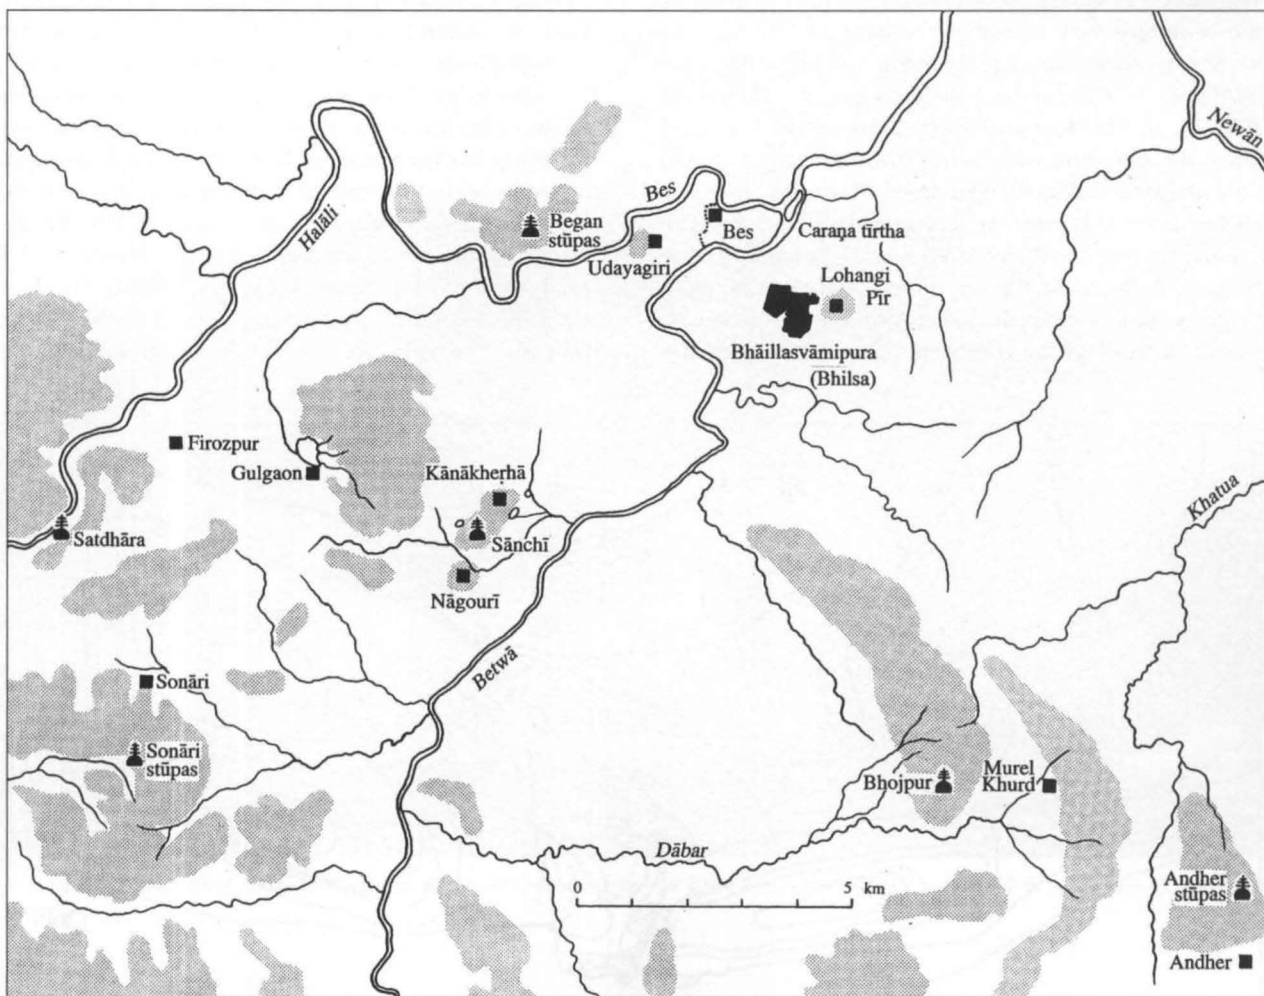 Newān
Halāli
Bes
Began
stūpas
Bes
Caraṇa tīrtha
Udayagiri
Lohangi
Pīr
Bhāillasvāmipura
(Bhilsa)
Firozpur
Gulgaon
Kānākheṛhā
Khatua
Satdhāra
Sānchī
Nāgourī
Betwā
Sonāri
Sonāri
stūpas
Bhojpur
Murel
Khurd
Dābar
0 5 km
Andher
stūpas
Andher